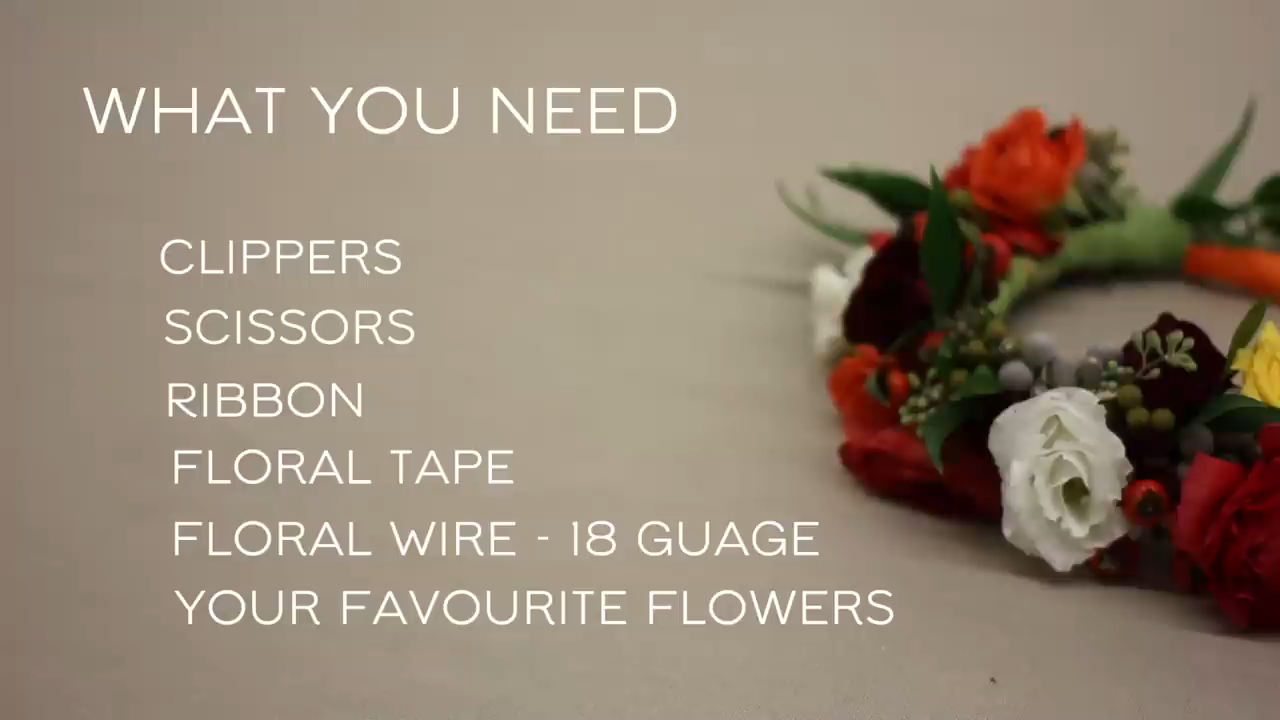 WHAT YOU NEED
CLIPPERS
SCISSORS
RIBBON
FLORAL TAPE
FLORAL WIRE - 18 GUAGE
YOUR FAVOURITE FLOWERS